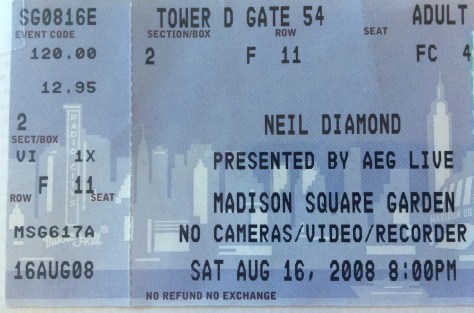 SG0816E
EVENT CODE
120.00
12.95
2
SECT/BOX
VI 1X
F 11
ROW SEAT
MSG617A
16AUG08
TOWER D GATE 54 ADULT
SECTION/BOX ROW SEAT
2 F 11 FC 4
NEIL DIAMOND
PRESENTED BY AEG LIVE
MADISON SQUARE GARDEN
NO CAMERAS/VIDEO/RECORDER
SAT AUG 16, 2008 8:00PM
NO REFUND NO EXCHANGE
RADIO CITY